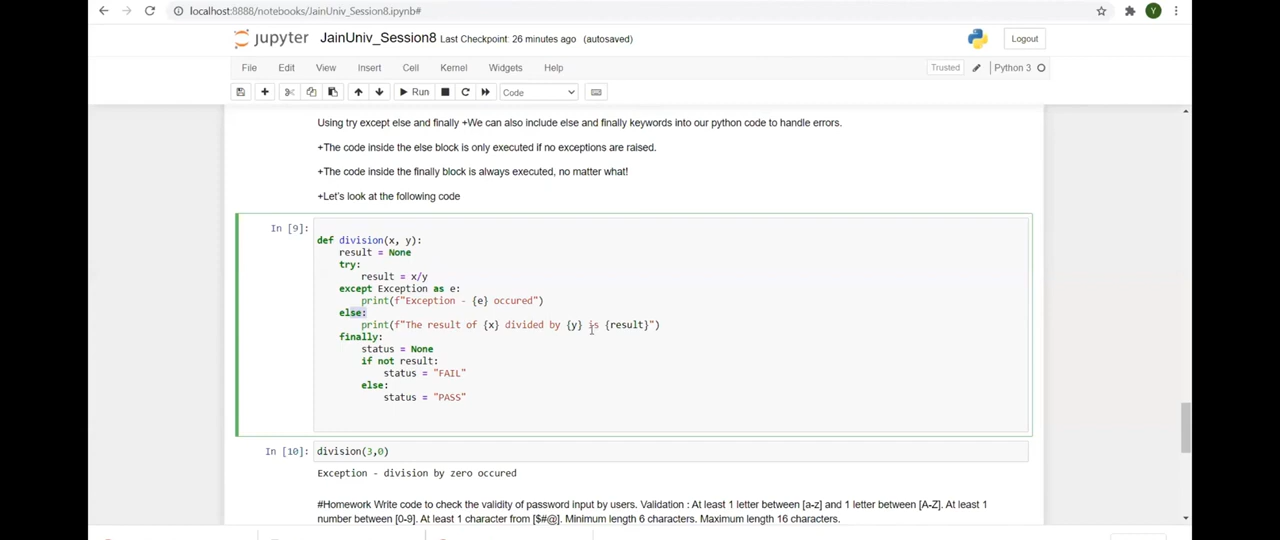 localhost:8888/notebooks/JainUniv_Session8.ipynb#
Y
jupyter JainUniv_Session8 Last Checkpoint: 26 minutes ago (autosaved)
Logout
File Edit View Insert Cell Kernel Widgets Help
Trusted Python 3
Run Code
Using try except else and finally +We can also include else and finally keywords into our python code to handle errors.
+The code inside the else block is only executed if no exceptions are raised.
+The code inside the finally block is always executed, no matter what!
+Let's look at the following code
In [9]:
def division(x, y):
result = None
try:
result = x/y
except Exception as e:
print(f"Exception - {e} occured")
else:
print(f"The result of {x} divided by {y} is {result}")
finally:
status = None
if not result:
status = "FAIL"
else:
status = "PASS"
In [10]: division(3,0)
Exception - division by zero occured
#Homework Write code to check the validity of password input by users. Validation : At least 1 letter between [a-z] and 1 letter between [A-Z]. At least 1
number between [0-9]. At least 1 character from [$#@]. Minimum length 6 characters. Maximum length 16 characters.